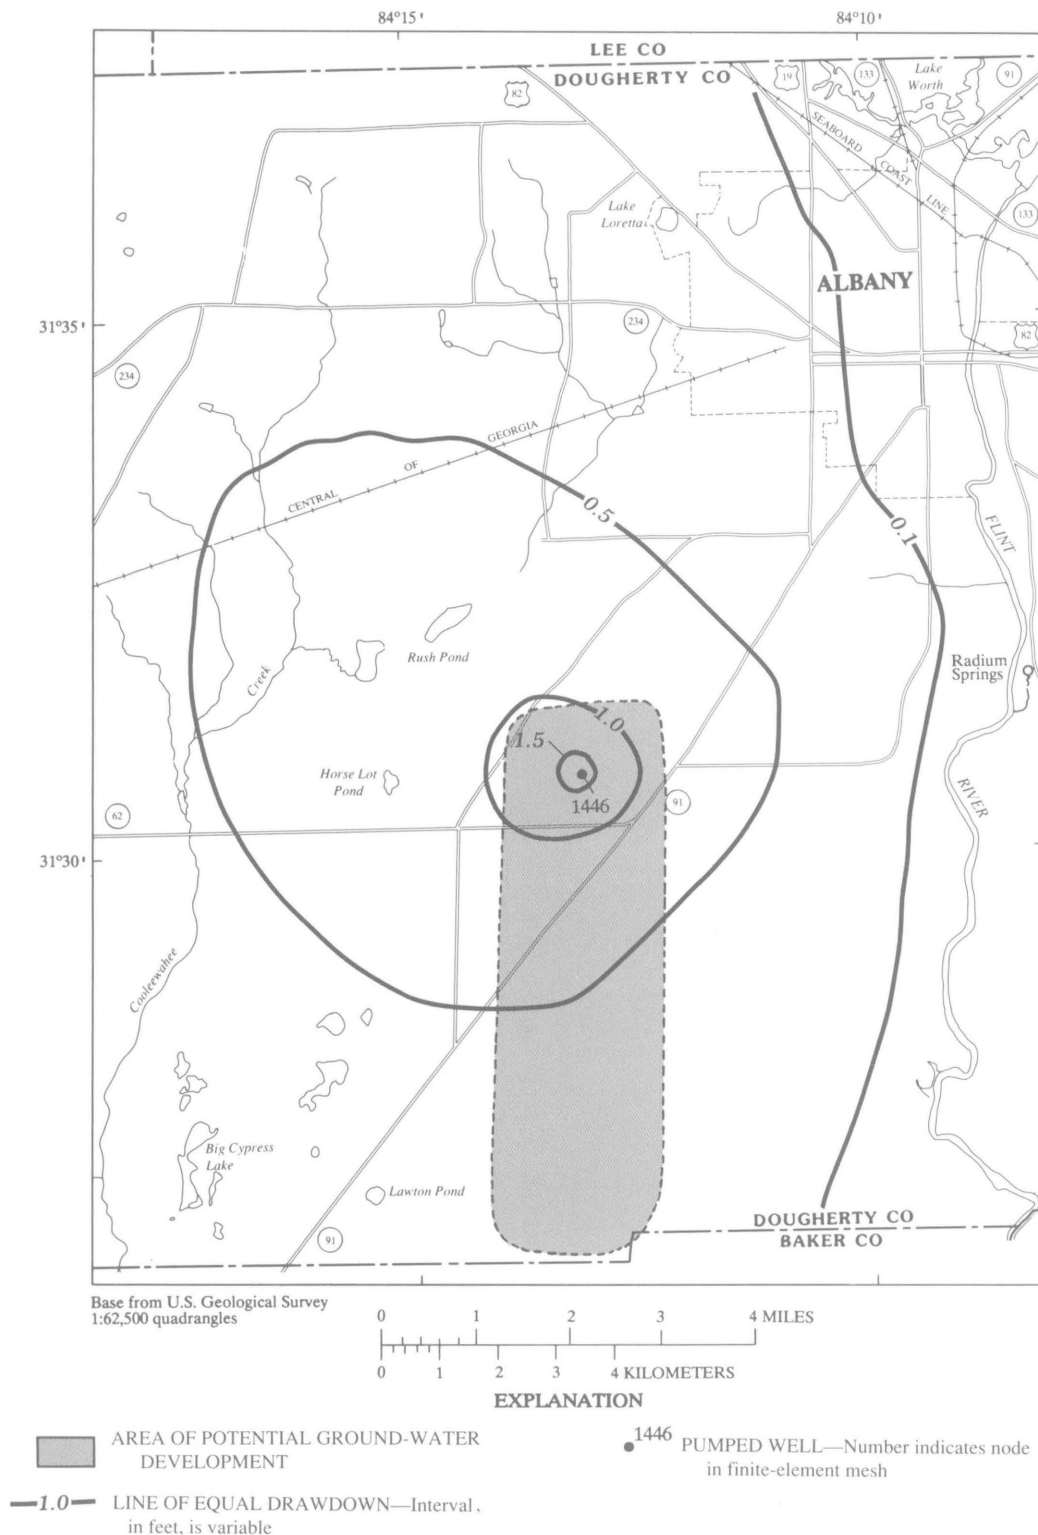 84°15'
84°10'
LEE CO
DOUGHERTY CO
82
19
133
Lake
Worth
91
SEABOARD
COAST
LINE
133
Lake
Loretta
ALBANY
31°35'
234
234
82
GEORGIA
OF
CENTRAL
0.5
0.1
FLINT
Rush Pond
Creek
Radium
Springs
1.0
1.5
Horse Lot
Pond
1446
62
91
RIVER
31°30'
Cooleewahee
Big Cypress
Lake
Lawton Pond
91
DOUGHERTY CO
BAKER CO
Base from U.S. Geological Survey
1:62,500 quadrangles
0 1 2 3 4 MILES
0 1 2 3 4 KILOMETERS
EXPLANATION
AREA OF POTENTIAL GROUND-WATER
DEVELOPMENT
1446 PUMPED WELL—Number indicates node
in finite-element mesh
1.0 LINE OF EQUAL DRAWDOWN—Interval,
in feet, is variable